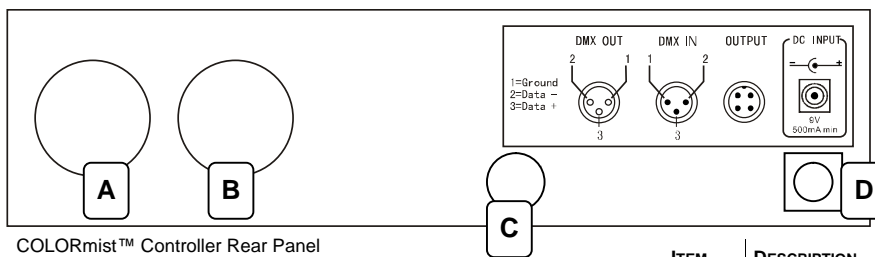 DMX OUT DMX IN OUTPUT DC INPUT
2 1 1 2 - +
1=Ground
2=Data -
3=Data +
3 3
9V
500mA min
A B C D
COLORmist™ Controller Rear Panel
ITEM DESCRIPTION